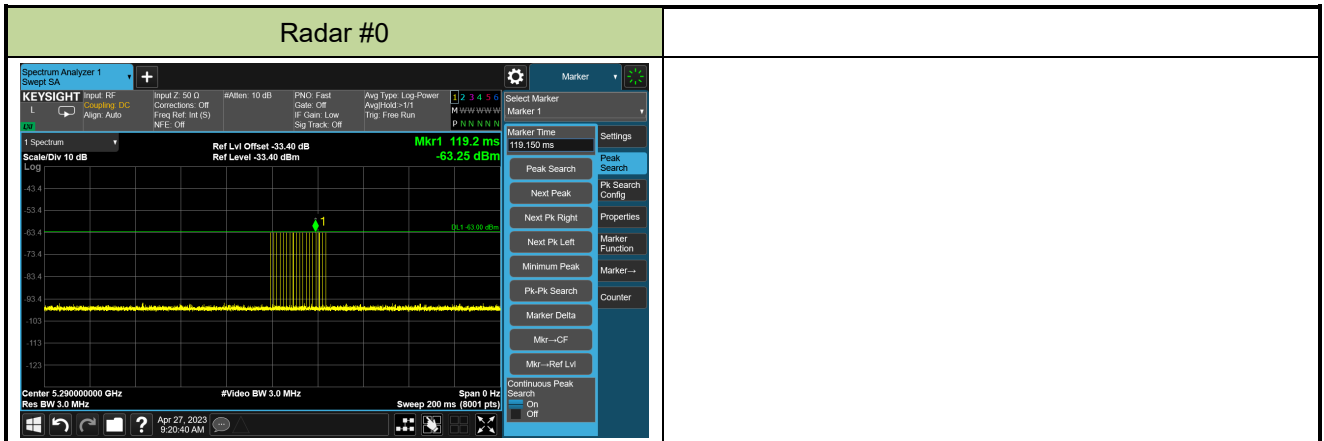 Radar #0
Spectrum Analyzer 1
Swept SA
Marker
KEYSIGHT
L
LXI
Input: RF
Coupling: DC
Align: Auto
Input Z: 50 Ω
Corrections: Off
Freq Ref: Int (S)
NFE: Off
#Atten: 10 dB
PNO: Fast
Gate: Off
IF Gain: Low
Sig Track: Off
Avg Type: Log-Power
Avg|Hold:>1/1
Trig: Free Run
1 2 3 4 5 6
M W W W W W
P N N N N N
Select Marker
Marker 1
1 Spectrum
Scale/Div 10 dB
Log
Ref Lvl Offset -33.40 dB
Ref Level -33.40 dBm
Mkr1 119.2 ms
-63.25 dBm
-43.4
-53.4
-63.4
-73.4
-83.4
-93.4
-103
-113
-123
1
DL1 -63.00 dBm
Center 5.290000000 GHz
Res BW 3.0 MHz
#Video BW 3.0 MHz
Span 0 Hz
Sweep 200 ms (8001 pts)
Marker Time
119.150 ms
Peak Search
Next Peak
Next Pk Right
Next Pk Left
Minimum Peak
Pk-Pk Search
Marker Delta
Mkr→CF
Mkr→Ref Lvl
Continuous Peak
Search
On
Off
Settings
Peak
Search
Pk Search
Config
Properties
Marker
Function
Marker→
Counter
?
Apr 27, 2023
9:20:40 AM